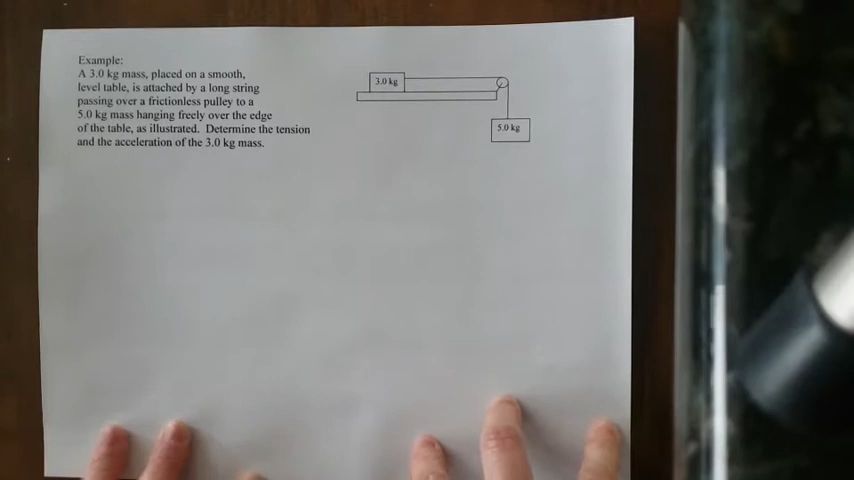 Example:
A 3.0 kg mass, placed on a smooth,
level table, is attached by a long string
passing over a frictionless pulley to a
5.0 kg mass hanging freely over the edge
of the table, as illustrated.  Determine the tension
and the acceleration of the 3.0 kg mass.
3.0 kg
5.0 kg